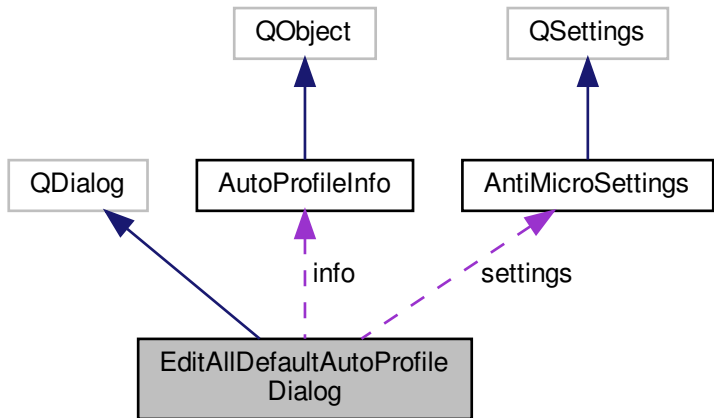 QObject
QSettings
QDialog
AutoProfileInfo
AntiMicroSettings
info
settings
EditAllDefaultAutoProfile
Dialog